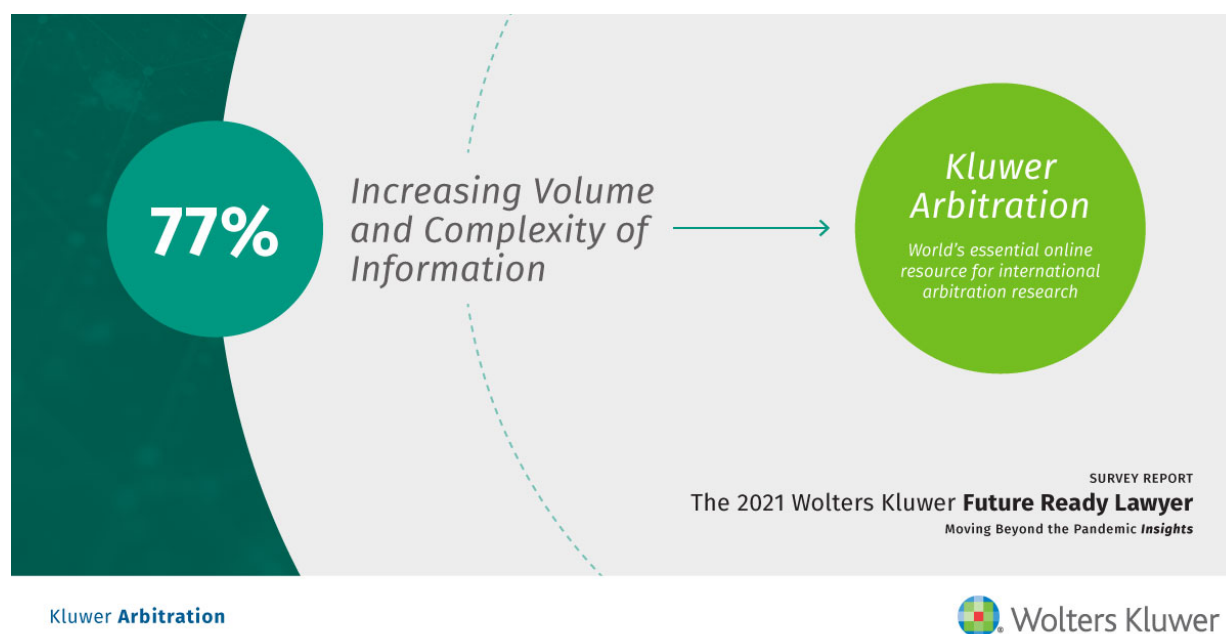 77%
Increasing Volume
and Complexity of
Information
Kluwer
Arbitration
World's essential online
resource for international
arbitration research
SURVEY REPORT
The 2021 Wolters Kluwer Future Ready Lawyer
Moving Beyond the Pandemic Insights
Kluwer Arbitration
Wolters Kluwer